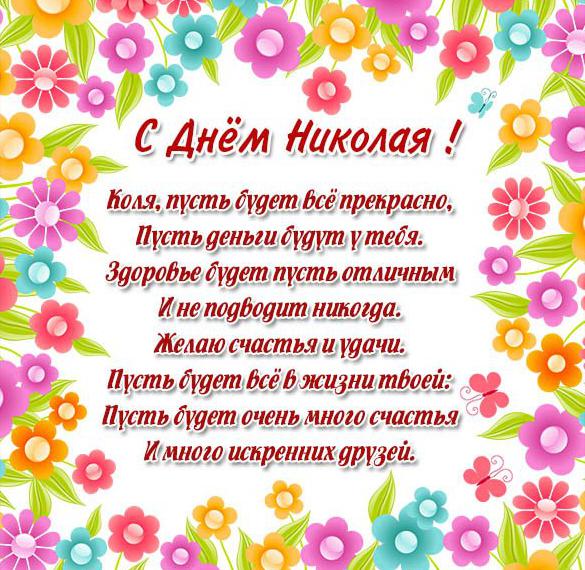 С Днём Николая !
Коля, пусть будет всё прекрасно,
Пусть деньги будут у тебя.
Здоровье будет пусть отличным
И не подводит никогда.
Желаю счастья и удачи.
Пусть будет всё в жизни твоей:
Пусть будет очень много счастья
И много искренних друзей.